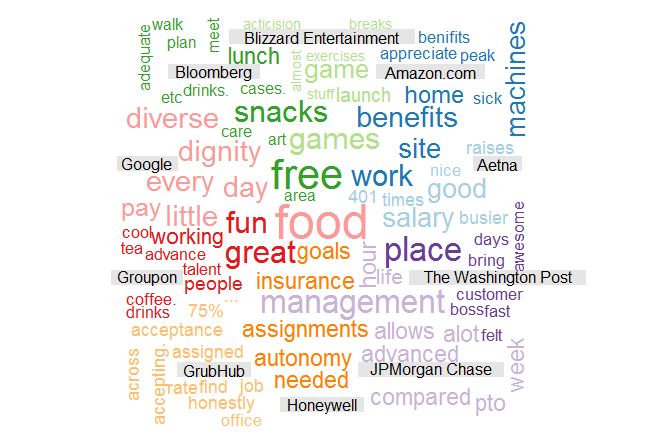 walk
meet
acticision
breaks
adequate
plan
Blizzard Entertainment
benifits
lunch
almost
exercises
appreciate
peak
machines
Bloomberg
game
Amazon.com
etc
drinks.
cases.
stuff
launch
home
sick
diverse
snacks
benefits
care
art
games
site
raises
dignity
Google
free
work
nice
Aetna
every
day
area
401
times
good
pay
little
fun
food
salary
busier
cool
working
tea
advance
great
goals
hour
place
days
awesome
bring
talent
Groupon
people
insurance
life
The Washington Post
coffee.
...
management
customer
drinks
75%
boss
fast
acceptance
assignments
allows
alot
felt
across
assigned
autonomy
advanced
week
accepting.
GrubHub
JPMorgan Chase
rate
find
job
needed
honestly
compared
pto
Honeywell
office